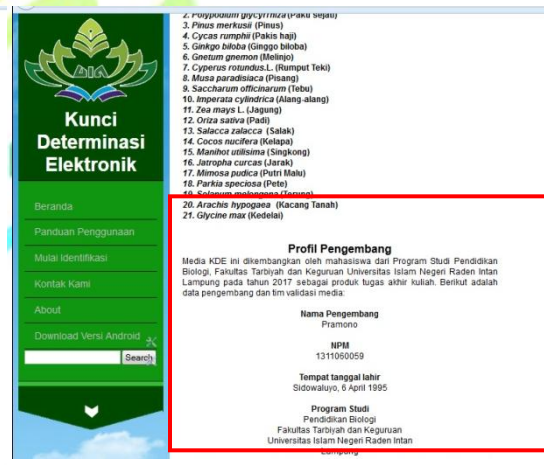 Kunci
Determinasi
Elektronik
Beranda
Panduan Penggunaan
Mulai Identifikasi
Kontak Kami
About
Download Versi Android
Search
2. Polypodium glycyrrhiza (Paku sejati)
3. Pinus merkusii (Pinus)
4. Cycas rumphii (Pakis haji)
5. Ginkgo biloba (Ginggo biloba)
6. Gnetum gnemon (Melinjo)
7. Cyperus rotundus.L. (Rumput Teki)
8. Musa paradisiaca (Pisang)
9. Saccharum officinarum (Tebu)
10. Imperata cylindrica (Alang-alang)
11. Zea mays L. (Jagung)
12. Oriza sativa (Padi)
13. Salacca zalacca (Salak)
14. Cocos nucifera (Kelapa)
15. Manihot utilisima (Singkong)
16. Jatropha curcas (Jarak)
17. Mimosa pudica (Putri Malu)
18. Parkia speciosa (Pete)
19. Solanum melongena (Terung)
20. Arachis hypogaea (Kacang Tanah)
21. Glycine max (Kedelai)
Profil Pengembang
Media KDE ini dikembangkan oleh mahasiswa dari Program Studi Pendidikan
Biologi, Fakultas Tarbiyah dan Keguruan Universitas Islam Negeri Raden Intan
Lampung pada tahun 2017 sebagai produk tugas akhir kuliah. Berikut adalah
data pengembang dan tim validasi media:
Nama Pengembang
Pramono
NPM
1311060059
Tempat tanggal lahir
Sidowaluyo, 6 April 1995
Program Studi
Pendidikan Biologi
Fakultas Tarbiyah dan Keguruan
Universitas Islam Negeri Raden Intan
Lampung